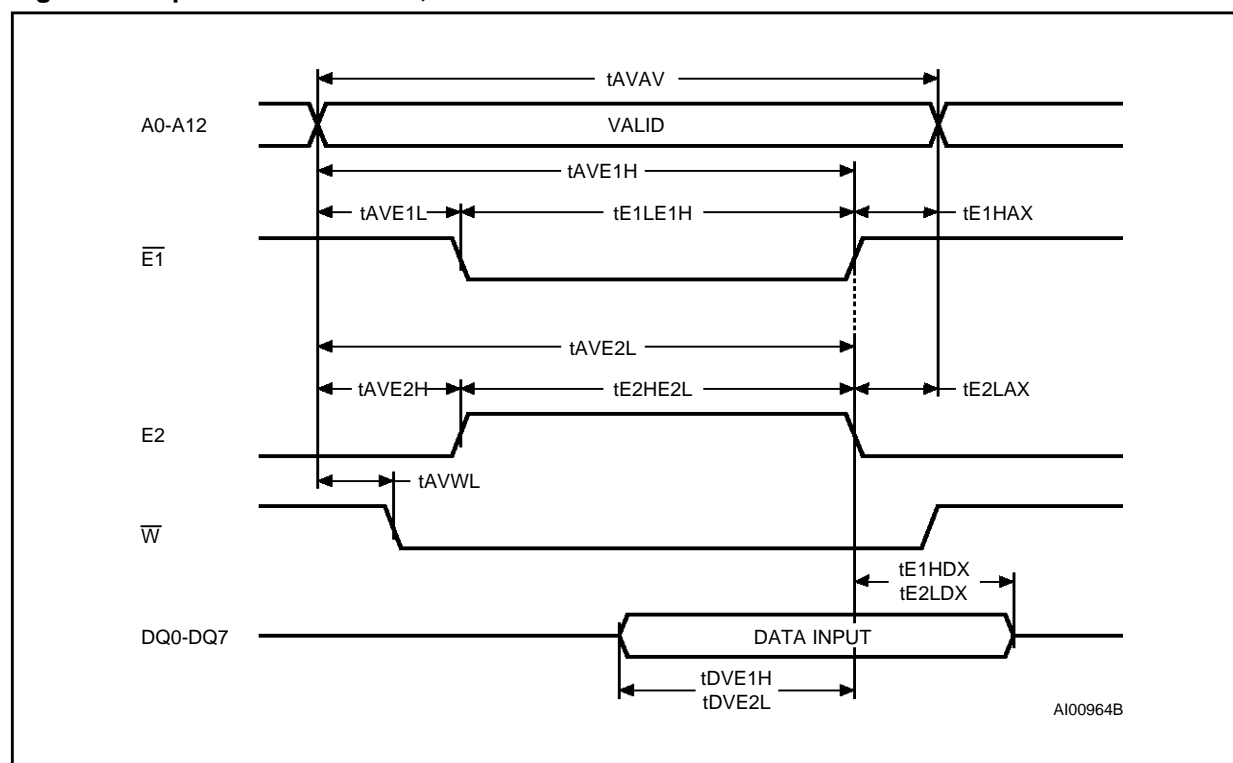 tAVAV
A0-A12 VALID
tAVE1H
tAVE1L tE1LE1H tE1HAX
E1
tAVE2L
tAVE2H tE2HE2L tE2LAX
E2
tAVWL
W
tE1HDX
tE2LDX
DQ0-DQ7 DATA INPUT
tDVE1H
tDVE2L
AI00964B